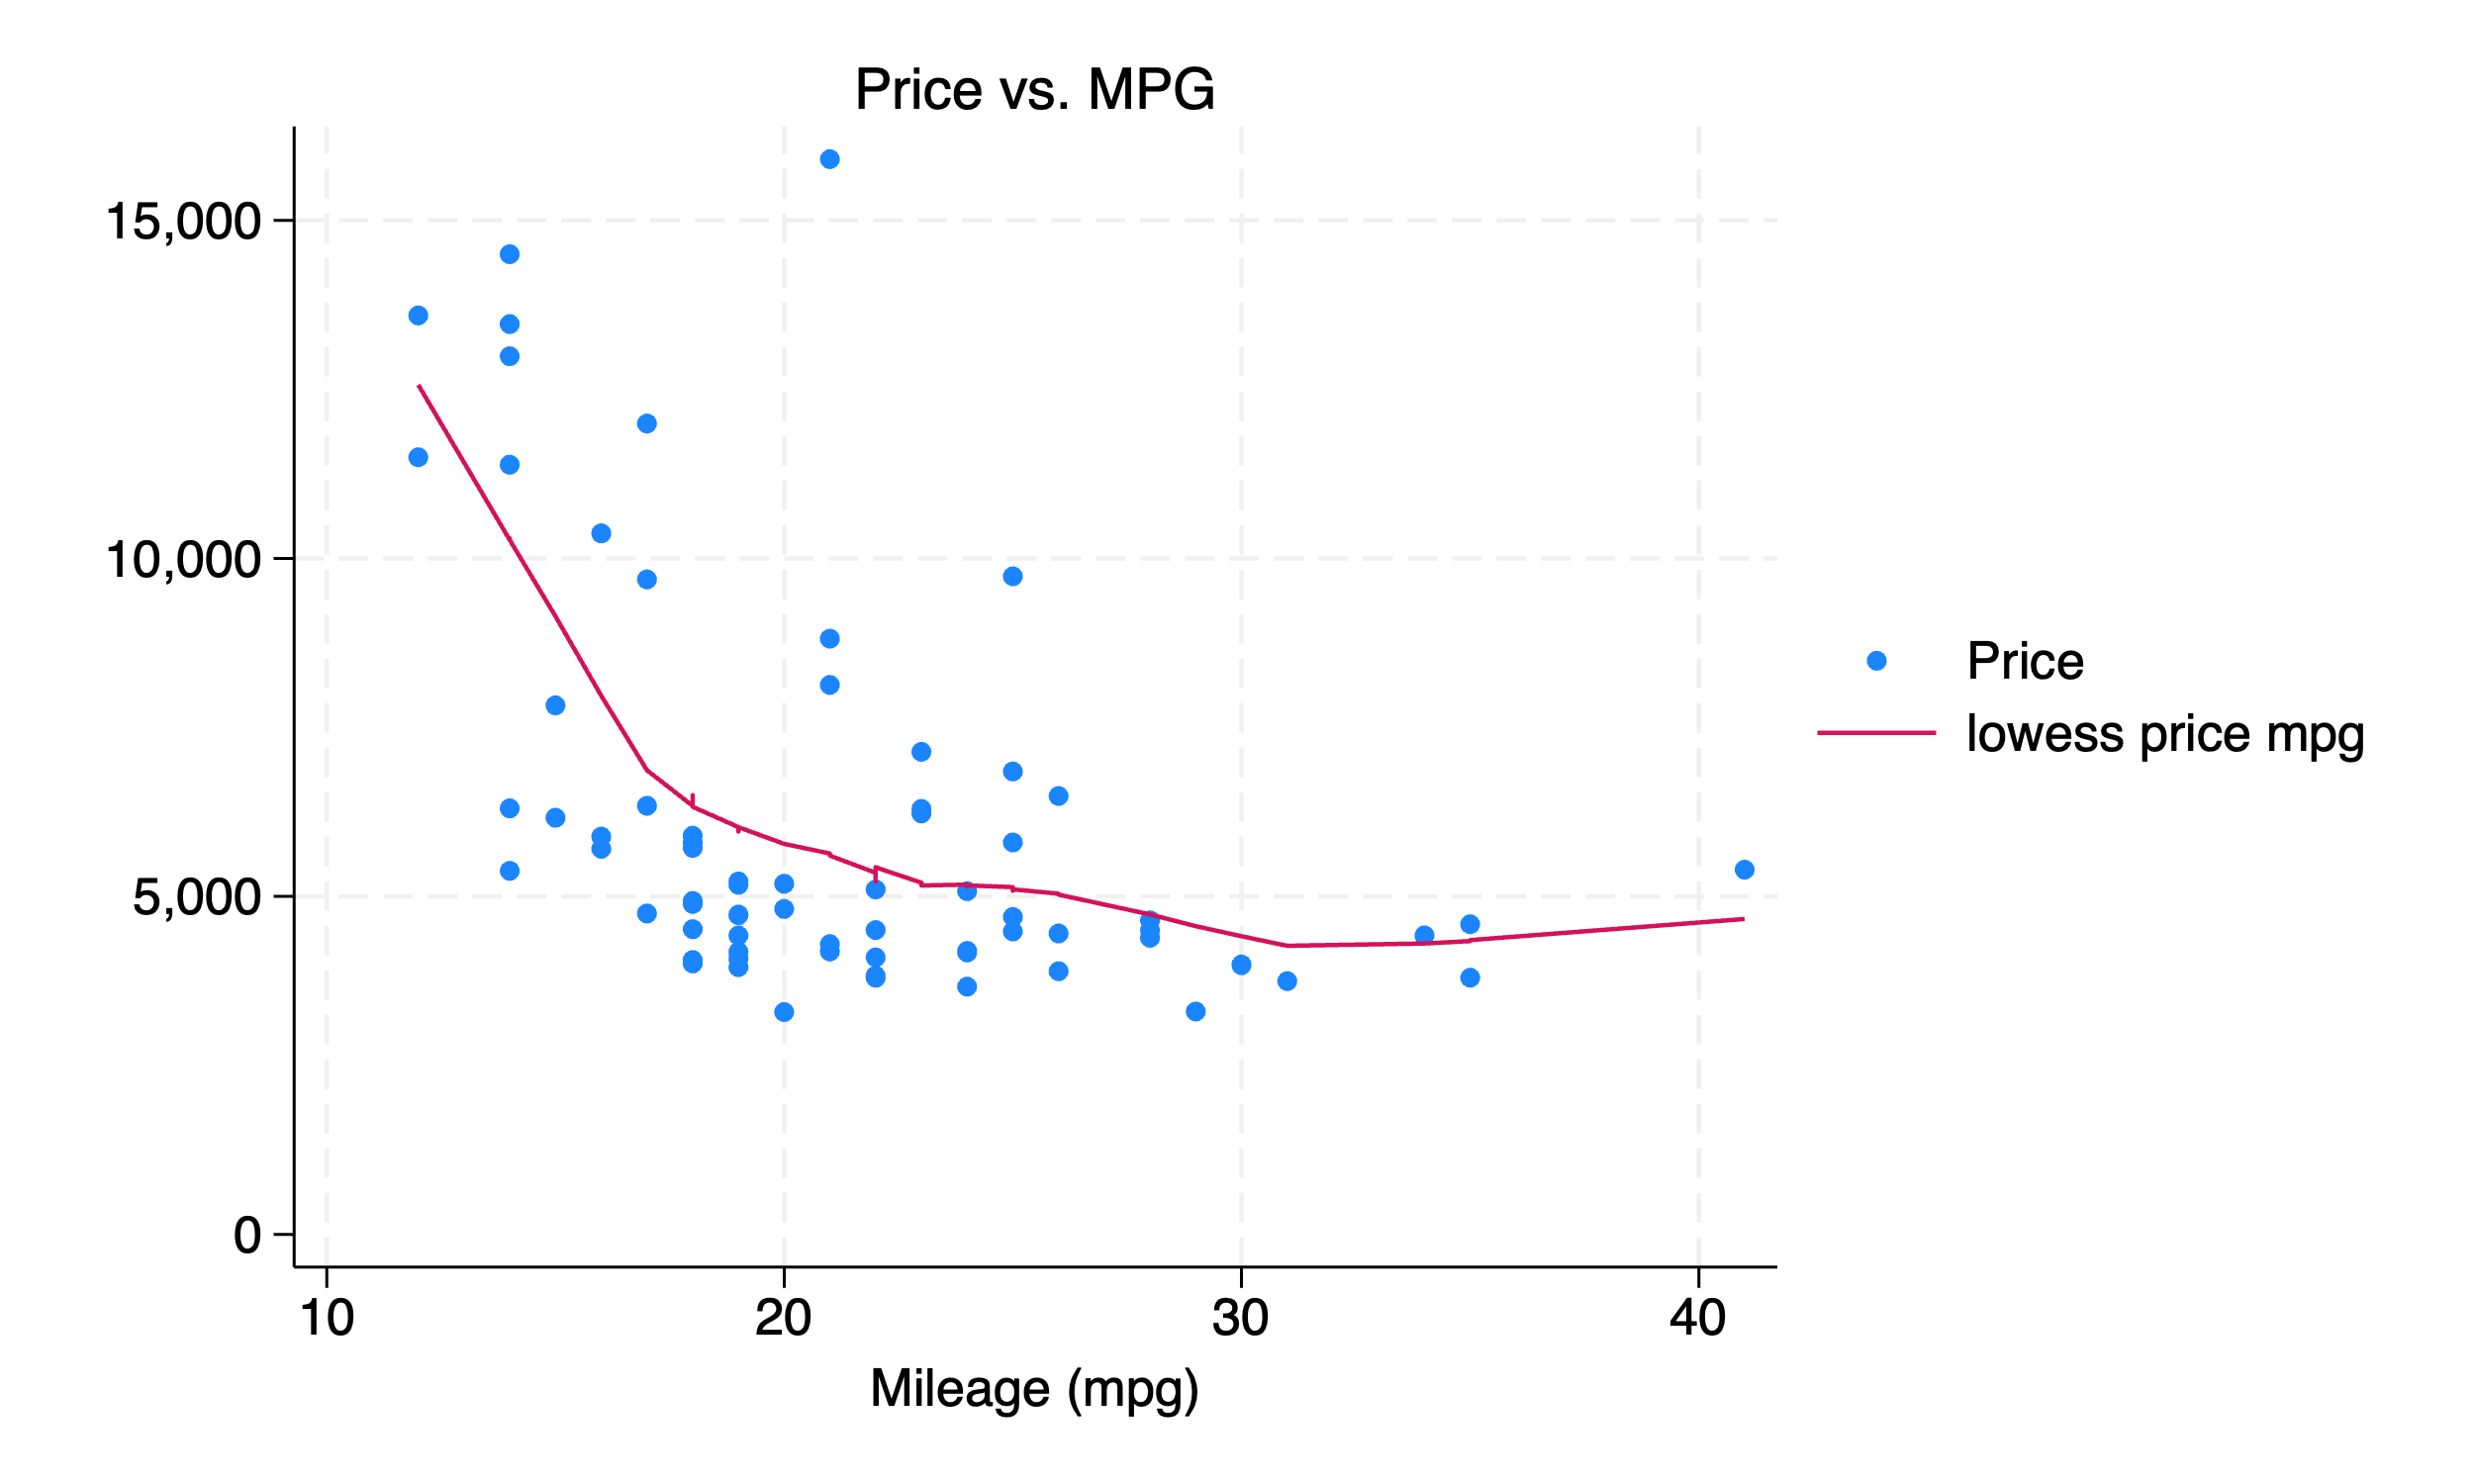 Price vs. MPG
15,000
10,000
5,000
0
10 20 30 40
Mileage (mpg)
Price
lowess price mpg